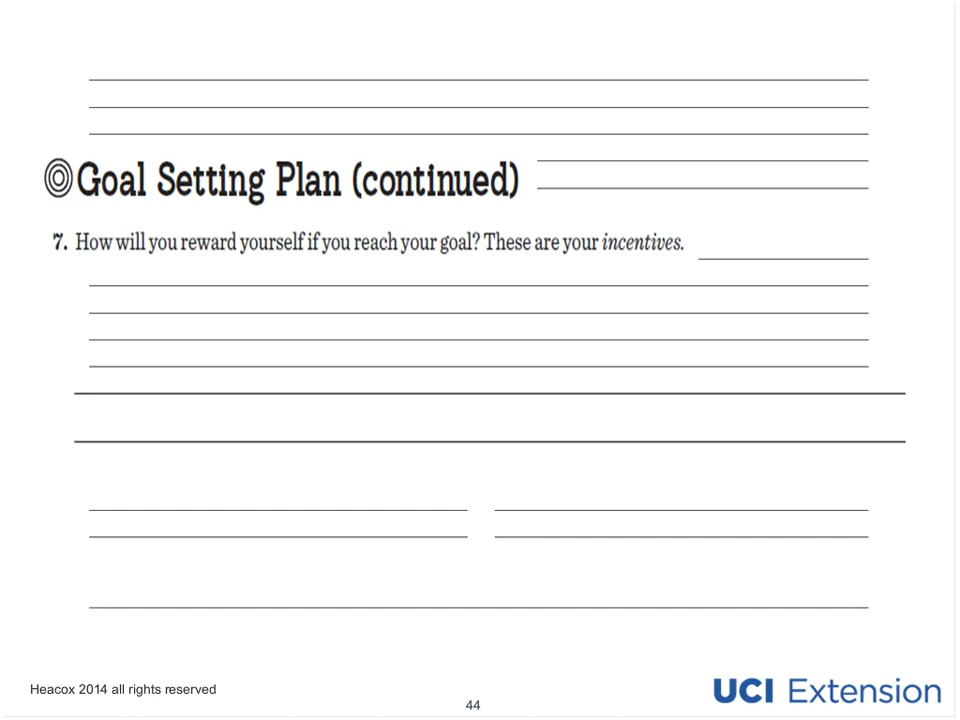 Goal Setting Plan (continued)
7. How will you reward yourself if you reach your goal? These are your incentives.
Heacox 2014 all rights reserved
44
UCI Extension